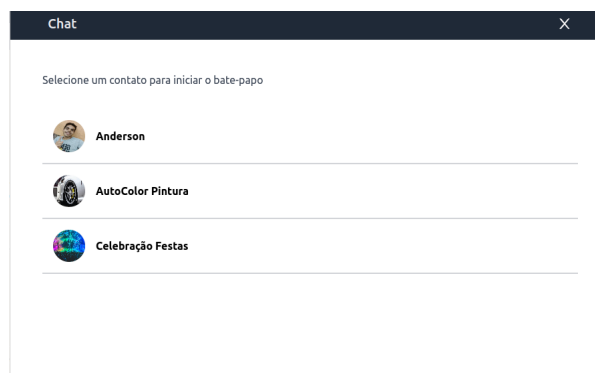 Chat X
Selecione um contato para iniciar o bate-papo
Anderson
AutoColor Pintura
Celebração Festas